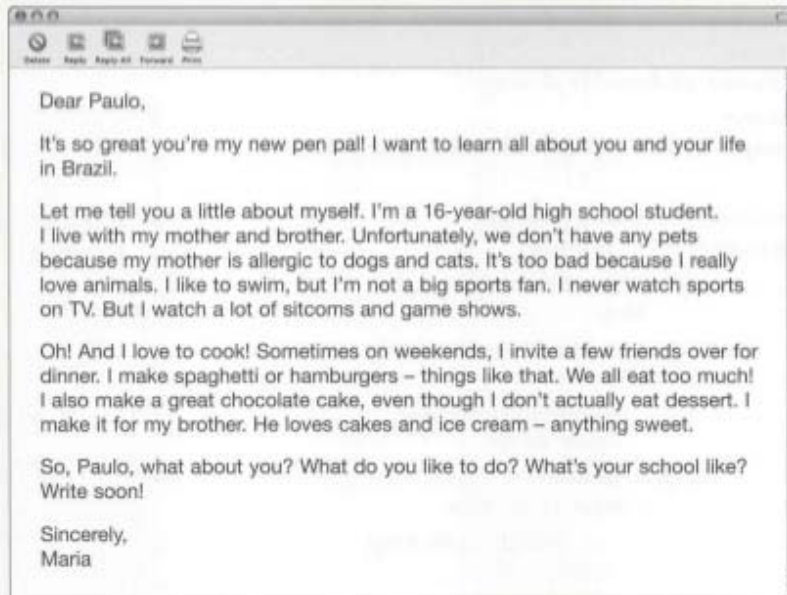 Delete Reply Reply All Forward Print
Dear Paulo,
It's so great you're my new pen pal! I want to learn all about you and your life
in Brazil.
Let me tell you a little about myself. I'm a 16-year-old high school student.
I live with my mother and brother. Unfortunately, we don't have any pets
because my mother is allergic to dogs and cats. It's too bad because I really
love animals. I like to swim, but I'm not a big sports fan. I never watch sports
on TV. But I watch a lot of sitcoms and game shows.
Oh! And I love to cook! Sometimes on weekends, I invite a few friends over for
dinner. I make spaghetti or hamburgers – things like that. We all eat too much!
I also make a great chocolate cake, even though I don't actually eat dessert. I
make it for my brother. He loves cakes and ice cream – anything sweet.
So, Paulo, what about you? What do you like to do? What's your school like?
Write soon!
Sincerely,
Maria